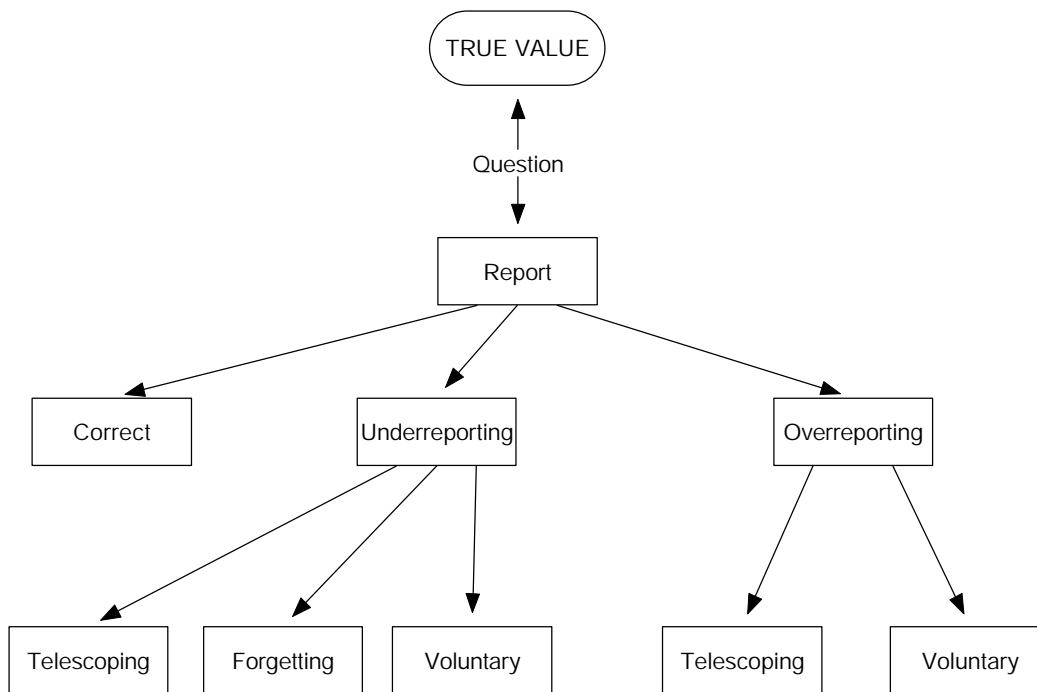 TRUE VALUE
Question
Report
Correct
Underreporting
Overreporting
Telescoping
Forgetting
Voluntary
Telescoping
Voluntary